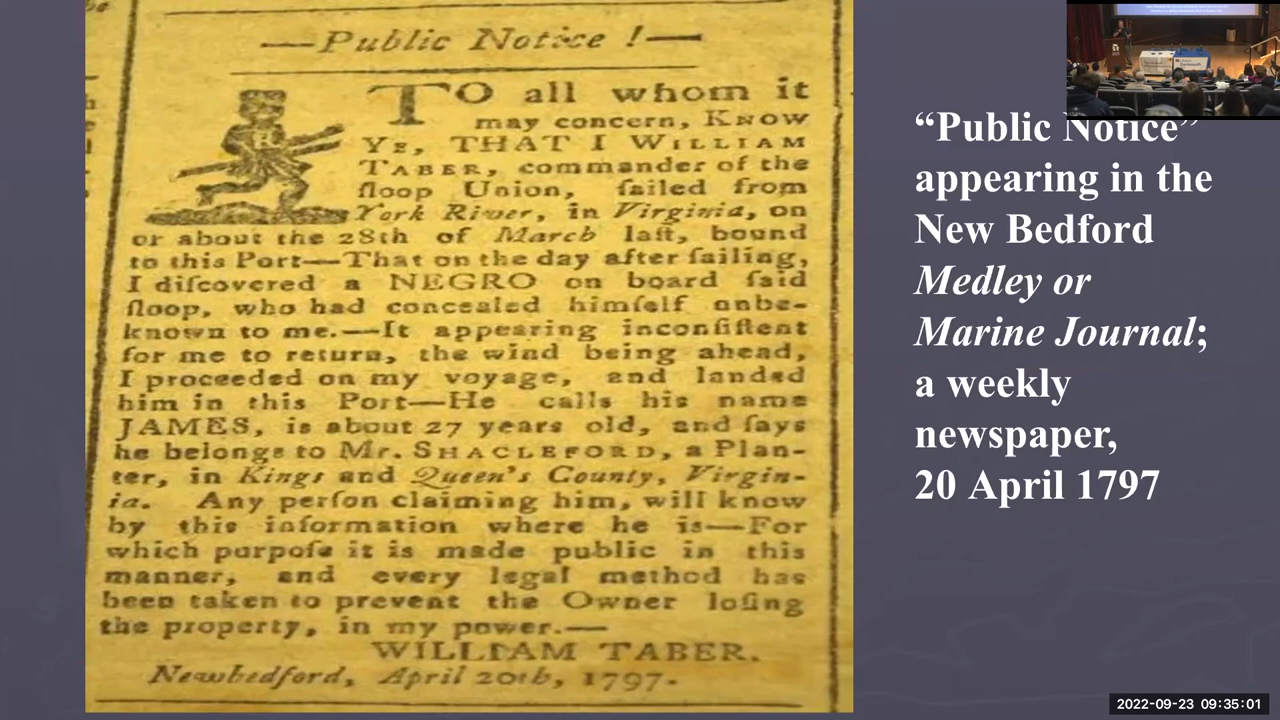 —Public Notice !—
TO all whom it
may concern, KNOW
YE, THAT I WILLIAM
TABER, commander of the
ſloop Union, ſailed from
York River, in Virginia, on
or about the 28th of March laſt, bound
to this Port—That on the day after ſailing,
I diſcovered a NEGRO on board ſaid
ſloop, who had concealed himſelf unbe-
known to me.—It appearing inconſiſtent
for me to return, the wind being ahead,
I proceeded on my voyage, and landed
him in this Port—He calls his name
JAMES, is about 27 years old, and ſays
he belongs to Mr. SHACLEFORD, a Plan-
ter, in Kings and Queen's County, Virgin-
ia. Any perſon claiming him, will know
by this information where he is—For
which purpoſe it is made public in this
manner, and every legal method has
been taken to prevent the Owner loſing
the property, in my power.—
WILLIAM TABER.
Newbedford, April 20th, 1797.
“Public Notice”
appearing in the
New Bedford
Medley or
Marine Journal;
a weekly
newspaper,
20 April 1797
2022-09-23 09:35:01